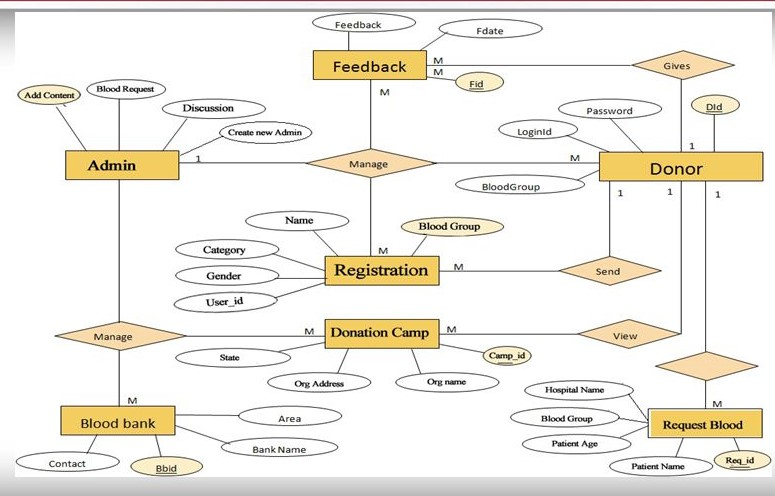 Feedback
Fdate
Feedback
M
M
Fid
Gives
M
Add Content
Blood Request
Discussion
Create new Admin
Admin
1
Manage
M
Password
DId
LoginId
1
Donor
BloodGroup
1
1
1
Name
Blood Group
M
Category
Gender
User_id
Registration
M
Send
Manage
M
Donation Camp
M
View
State
Org Address
Org name
Camp_id
M
Blood bank
Area
Bank Name
Contact
Bbid
Hospital Name
M
Blood Group
Request Blood
Patient Age
Patient Name
Req_id